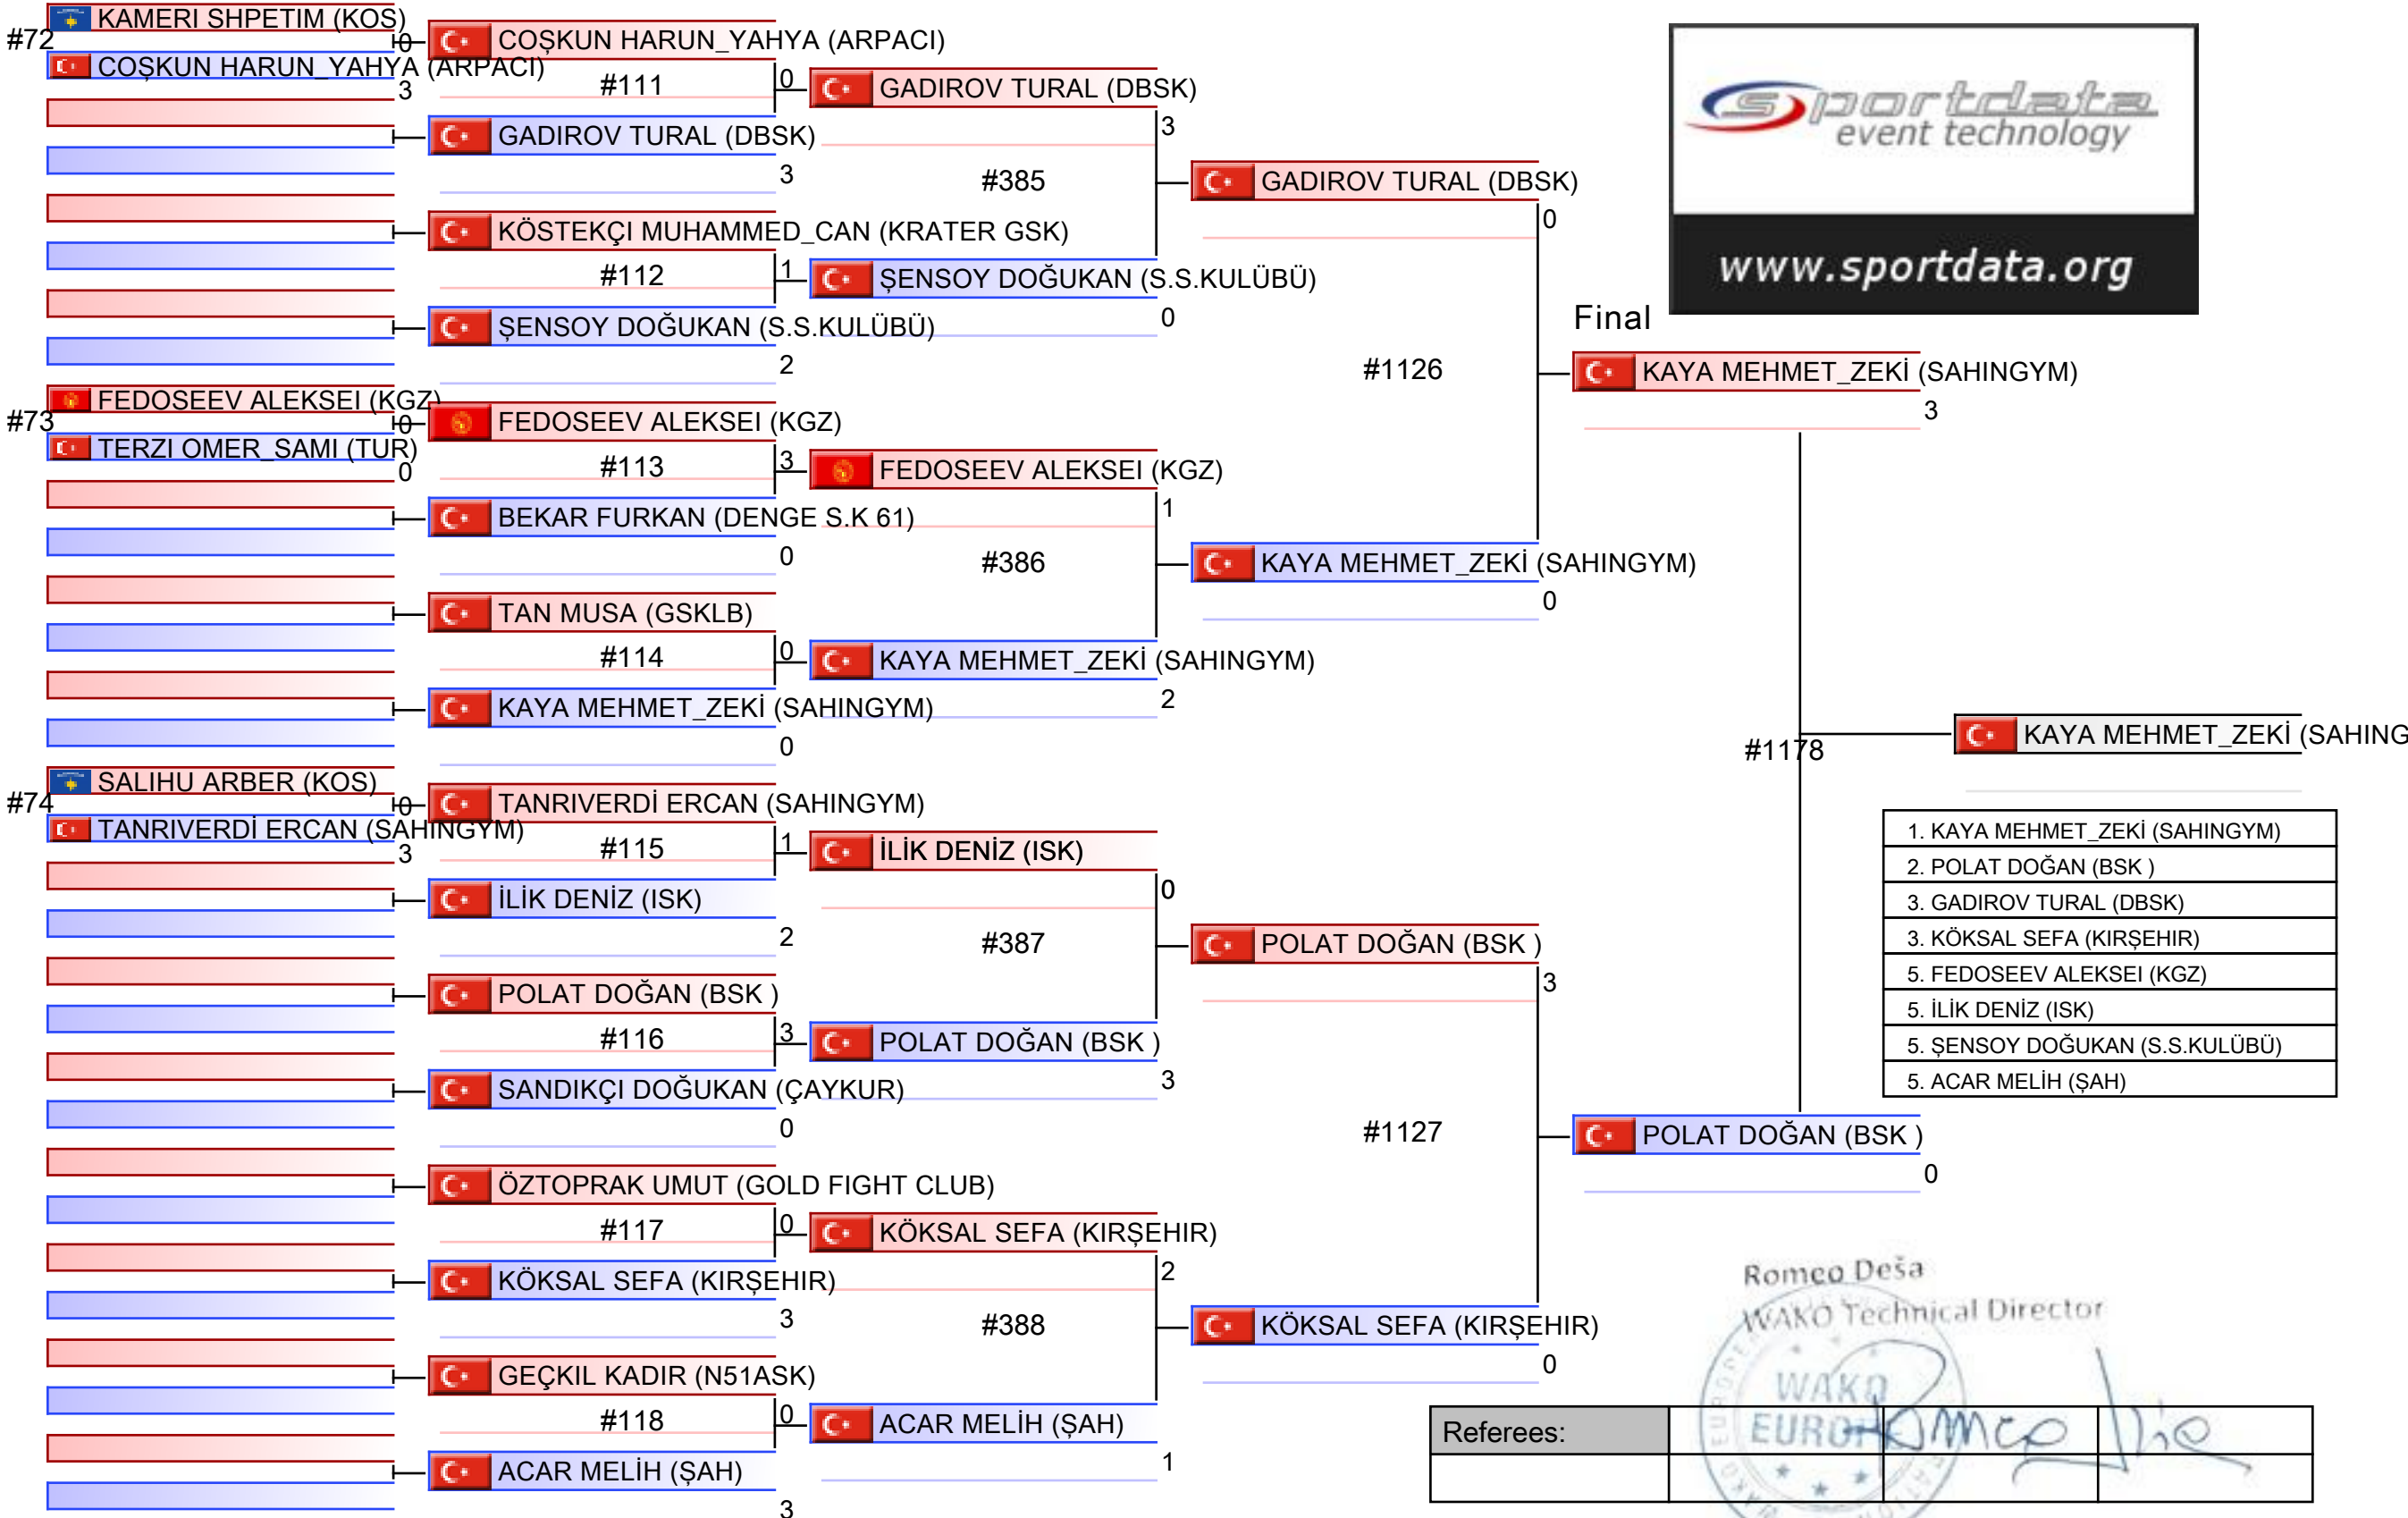 KAMERI SHPETIM (KOS)
#72
0
COŞKUN HARUN_YAHYA (ARPACI)
3
FEDOSEEV ALEKSEI (KGZ)
#73
0
TERZI OMER_SAMI (TUR)
0
SALIHU ARBER (KOS)
#74
0
TANRIVERDİ ERCAN (SAHINGYM)
3
COŞKUN HARUN_YAHYA (ARPACI)
#111
0
GADIROV TURAL (DBSK)
3
KÖSTEKÇI MUHAMMED_CAN (KRATER GSK)
#112
1
ŞENSOY DOĞUKAN (S.S.KULÜBÜ)
2
FEDOSEEV ALEKSEI (KGZ)
#113
3
BEKAR FURKAN (DENGE S.K 61)
0
TAN MUSA (GSKLB)
#114
0
KAYA MEHMET_ZEKİ (SAHINGYM)
0
TANRIVERDİ ERCAN (SAHINGYM)
#115
1
İLİK DENİZ (ISK)
2
POLAT DOĞAN (BSK )
#116
3
SANDIKÇI DOĞUKAN (ÇAYKUR)
0
ÖZTOPRAK UMUT (GOLD FIGHT CLUB)
#117
0
KÖKSAL SEFA (KIRŞEHIR)
3
GEÇKIL KADIR (N51ASK)
#118
0
ACAR MELİH (ŞAH)
3
GADIROV TURAL (DBSK)
3
#385
ŞENSOY DOĞUKAN (S.S.KULÜBÜ)
0
FEDOSEEV ALEKSEI (KGZ)
1
#386
KAYA MEHMET_ZEKİ (SAHINGYM)
2
İLİK DENİZ (ISK)
0
#387
POLAT DOĞAN (BSK )
3
KÖKSAL SEFA (KIRŞEHIR)
2
#388
ACAR MELİH (ŞAH)
1
GADIROV TURAL (DBSK)
0
#1126
KAYA MEHMET_ZEKİ (SAHINGYM)
0
POLAT DOĞAN (BSK )
3
#1127
KÖKSAL SEFA (KIRŞEHIR)
0
sportdata
event technology
www.sportdata.org
Final
KAYA MEHMET_ZEKİ (SAHINGYM)
3
#1178
POLAT DOĞAN (BSK )
0
KAYA MEHMET_ZEKİ (SAHING
1. KAYA MEHMET_ZEKİ (SAHINGYM)
2. POLAT DOĞAN (BSK )
3. GADIROV TURAL (DBSK)
3. KÖKSAL SEFA (KIRŞEHIR)
5. FEDOSEEV ALEKSEI (KGZ)
5. İLİK DENİZ (ISK)
5. ŞENSOY DOĞUKAN (S.S.KULÜBÜ)
5. ACAR MELİH (ŞAH)
Romeo Deša
WAKO Technical Director
WAKO
EUROPE
Referees: